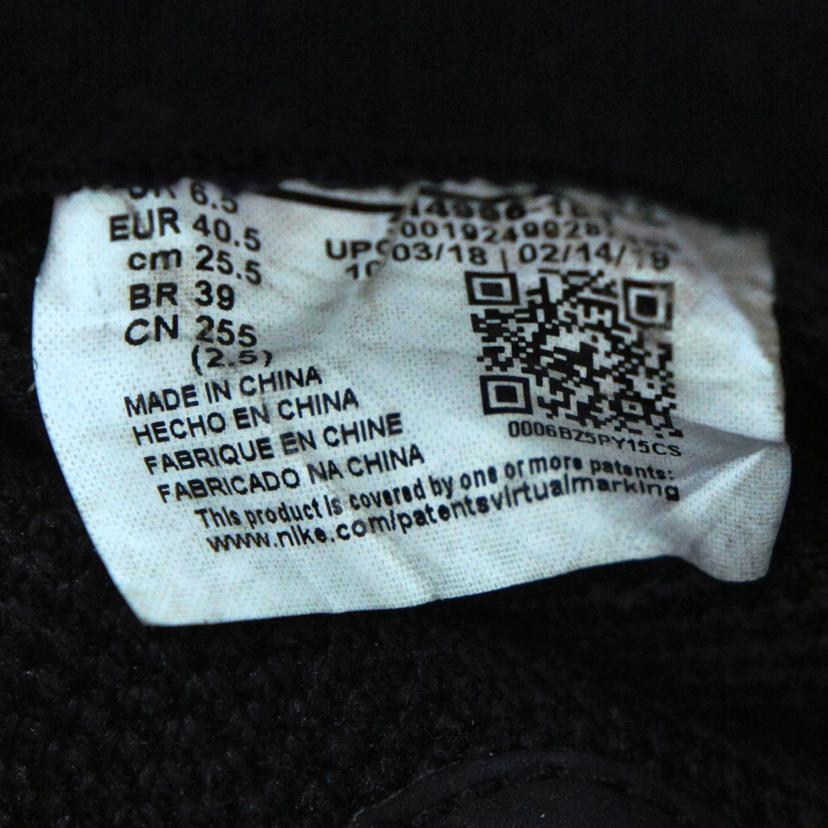 6.5
EUR 40.5
cm 25.5
BR 39
CN 255
(2.5)
03/18 | 02/14/
0006BZ5PY15CS
MADE IN CHINA
HECHO EN CHINA
FABRIQUE EN CHINE
FABRICADO NA CHINA
This product is covered by one or more patents:
www.nike.com/patentsvirtualmarking